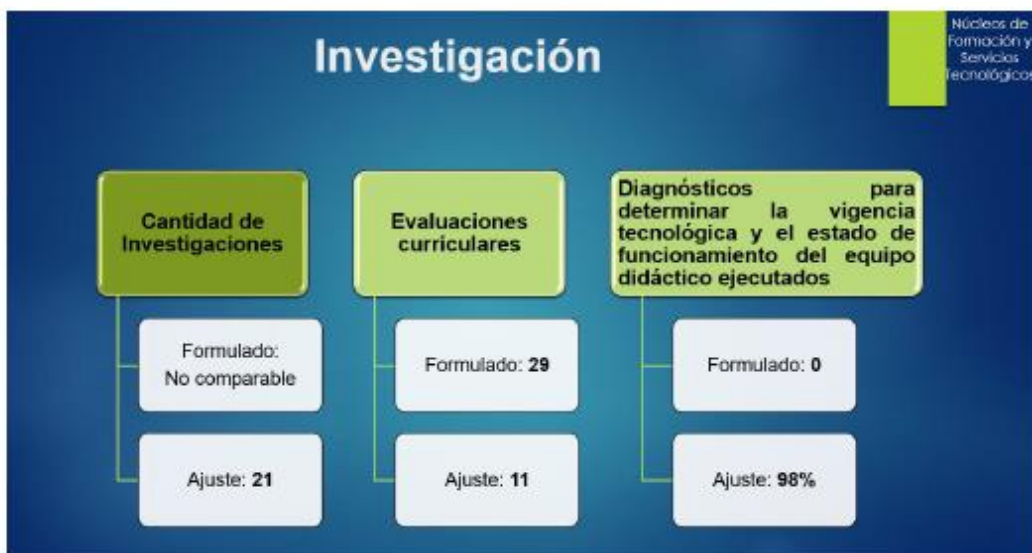 Investigación
Núcleos de
Formación y
Servicios
Tecnológicos
Cantidad de
Investigaciones
Formulado:
No comparable
Ajuste: 21
Evaluaciones
curriculares
Formulado: 29
Ajuste: 11
Diagnósticos para
determinar la vigencia
tecnológica y el estado de
funcionamiento del equipo
didáctico ejecutados
Formulado: 0
Ajuste: 98%